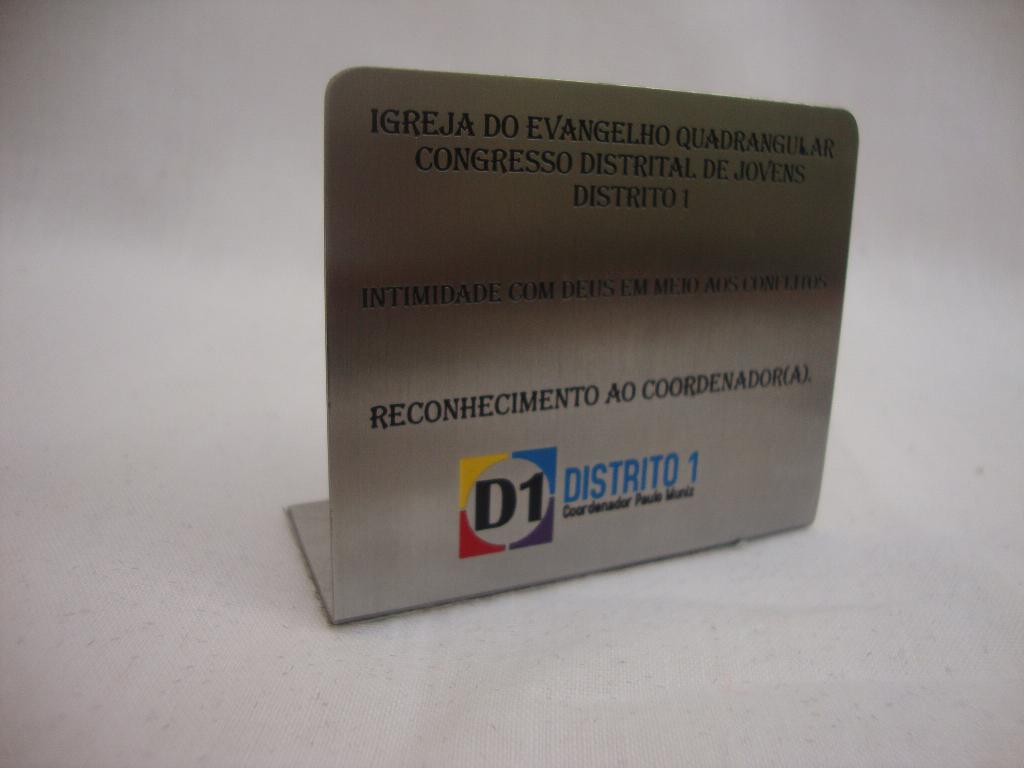 IGREJA DO EVANGELHO QUADRANGULAR
CONGRESSO DISTRITAL DE JOVENS
DISTRITO 1
INTIMIDADE COM DEUS EM MEIO AOS CONFLITOS
RECONHECIMENTO AO COORDENADOR(A).
D1 DISTRITO 1
Coordenador Paulo Muniz